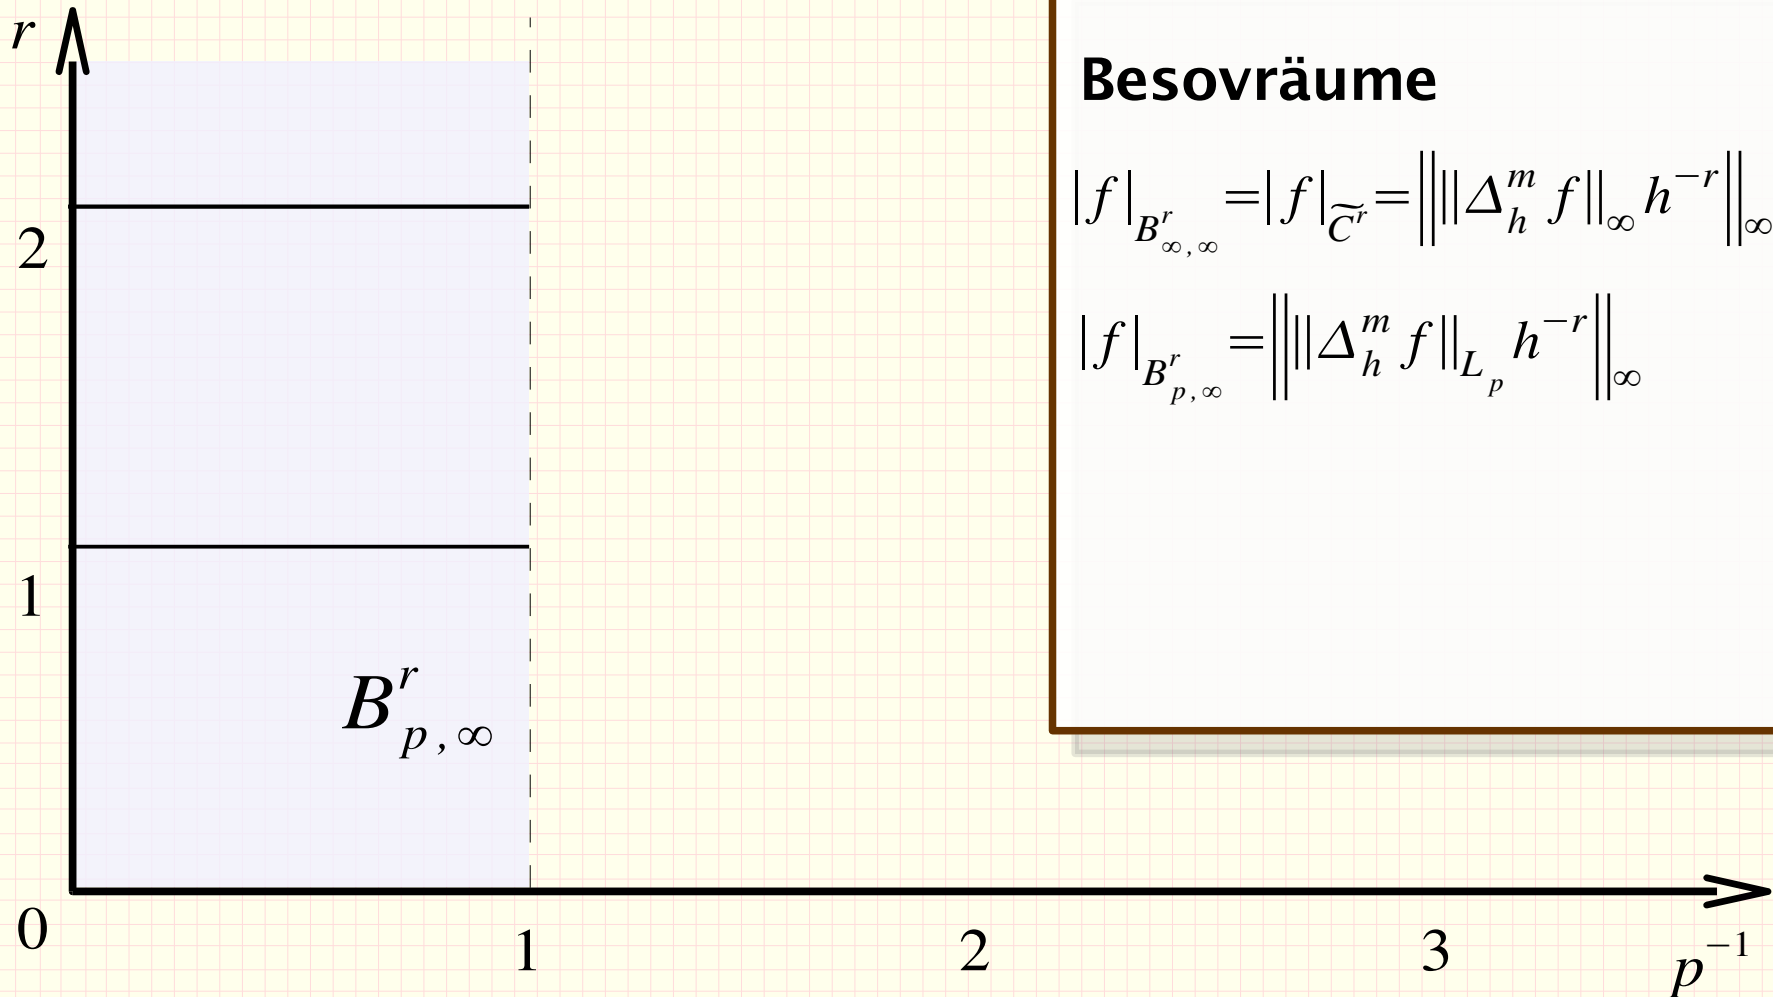 r
Besovräume
|f|_{B^r_{∞,∞}} = |f|_{\widetilde{C}^r} = ‖ ||Δ^m_h f||_∞ h^{−r} ‖_∞
2
|f|_{B^r_{p,∞}} = ‖ ||Δ^m_h f||_{L_p} h^{−r} ‖_∞
1
B^r_{p,∞}
0
1 2 3 p^{−1}